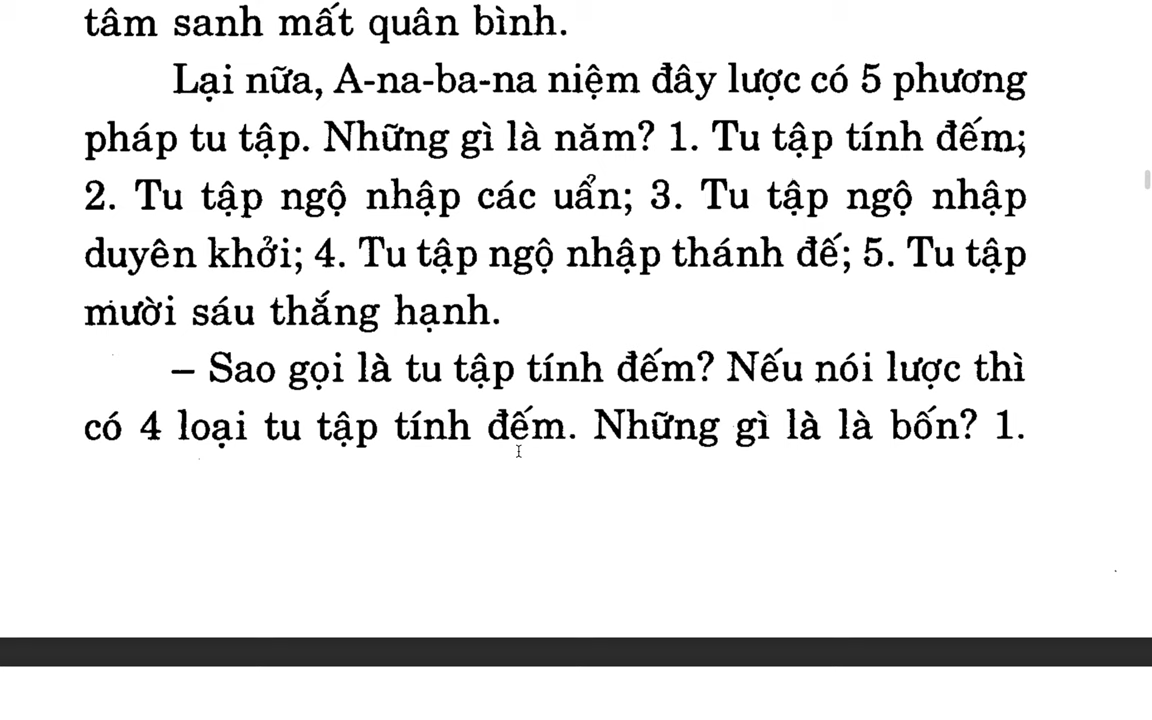 tâm sanh mất quân bình.
Lại nữa, A-na-ba-na niệm đây lược có 5 phương
pháp tu tập. Những gì là năm? 1. Tu tập tính đếm;
2. Tu tập ngộ nhập các uẩn; 3. Tu tập ngộ nhập
duyên khởi; 4. Tu tập ngộ nhập thánh đế; 5. Tu tập
mười sáu thắng hạnh.
– Sao gọi là tu tập tính đếm? Nếu nói lược thì
có 4 loại tu tập tính đếm. Những gì là là bốn? 1.